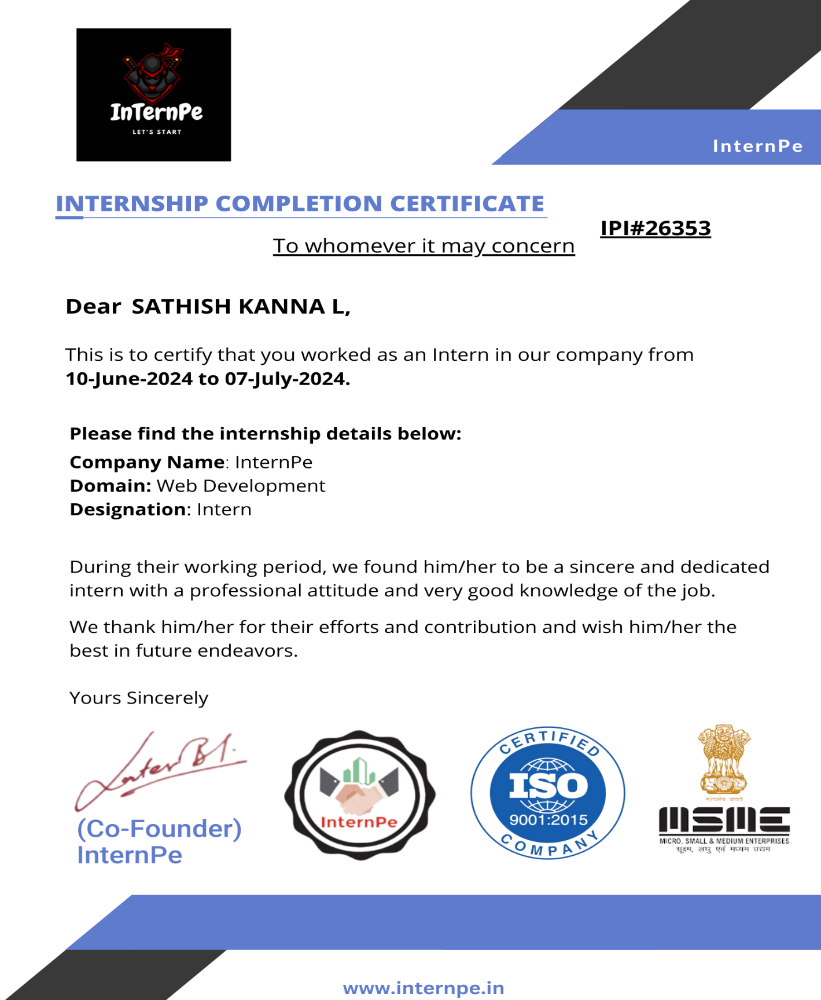 InTernPe
LET'S START
InternPe
INTERNSHIP COMPLETION CERTIFICATE
IPI#26353
To whomever it may concern
Dear SATHISH KANNA L,
This is to certify that you worked as an Intern in our company from
10-June-2024 to 07-July-2024.
Please find the internship details below:
Company Name: InternPe
Domain: Web Development
Designation: Intern
During their working period, we found him/her to be a sincere and dedicated
intern with a professional attitude and very good knowledge of the job.
We thank him/her for their efforts and contribution and wish him/her the
best in future endeavors.
Yours Sincerely
(Co-Founder)
InternPe
InternPe
CERTIFIED
ISO
9001:2015
COMPANY
सत्यमेव जयते
MSME
MICRO, SMALL & MEDIUM ENTERPRISES
सूक्ष्म, लघु एवं मध्यम उद्यम
www.internpe.in